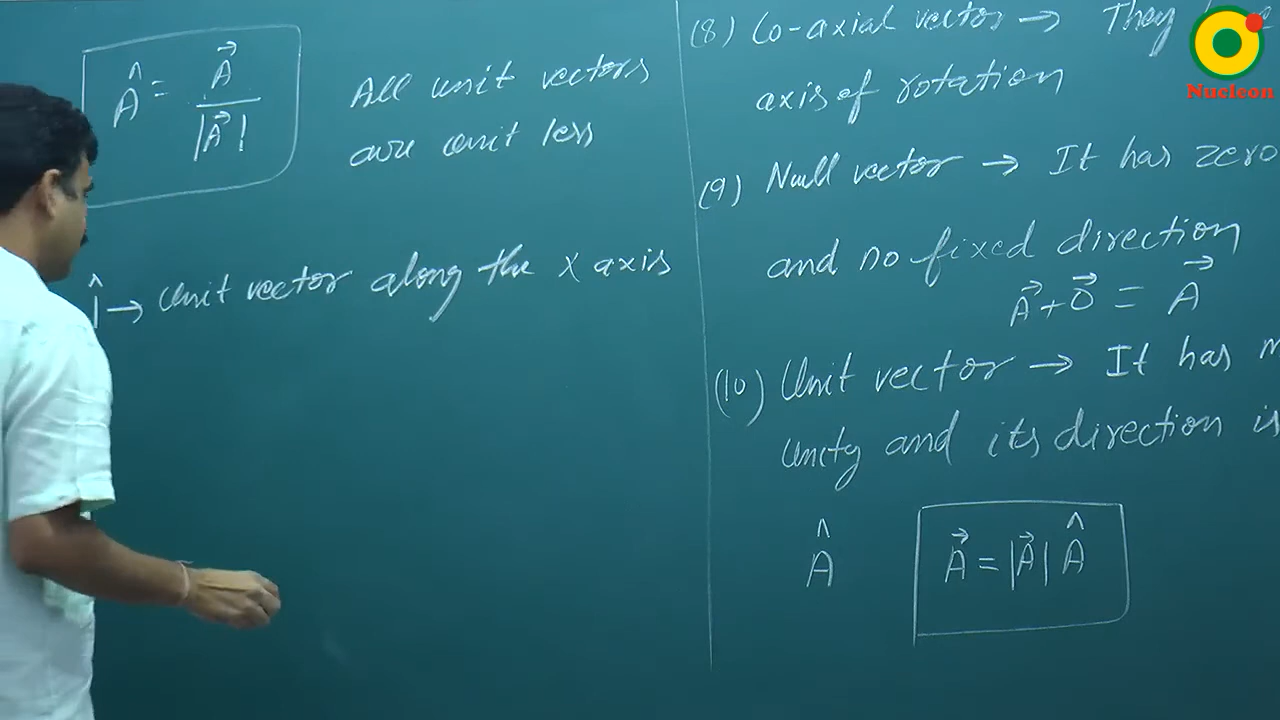 Â = A⃗ / |A⃗|
All unit vectors
are unit less
î → Unit vector along the X axis
(8) Co-axial vector → They
axis of rotation
(9) Null vector → It has zero
and no fixed direction
A⃗ + 0⃗ = A⃗
(10) Unit vector → It has m
Unity and its direction is
Â
A⃗ = |A⃗| Â
Nucleon